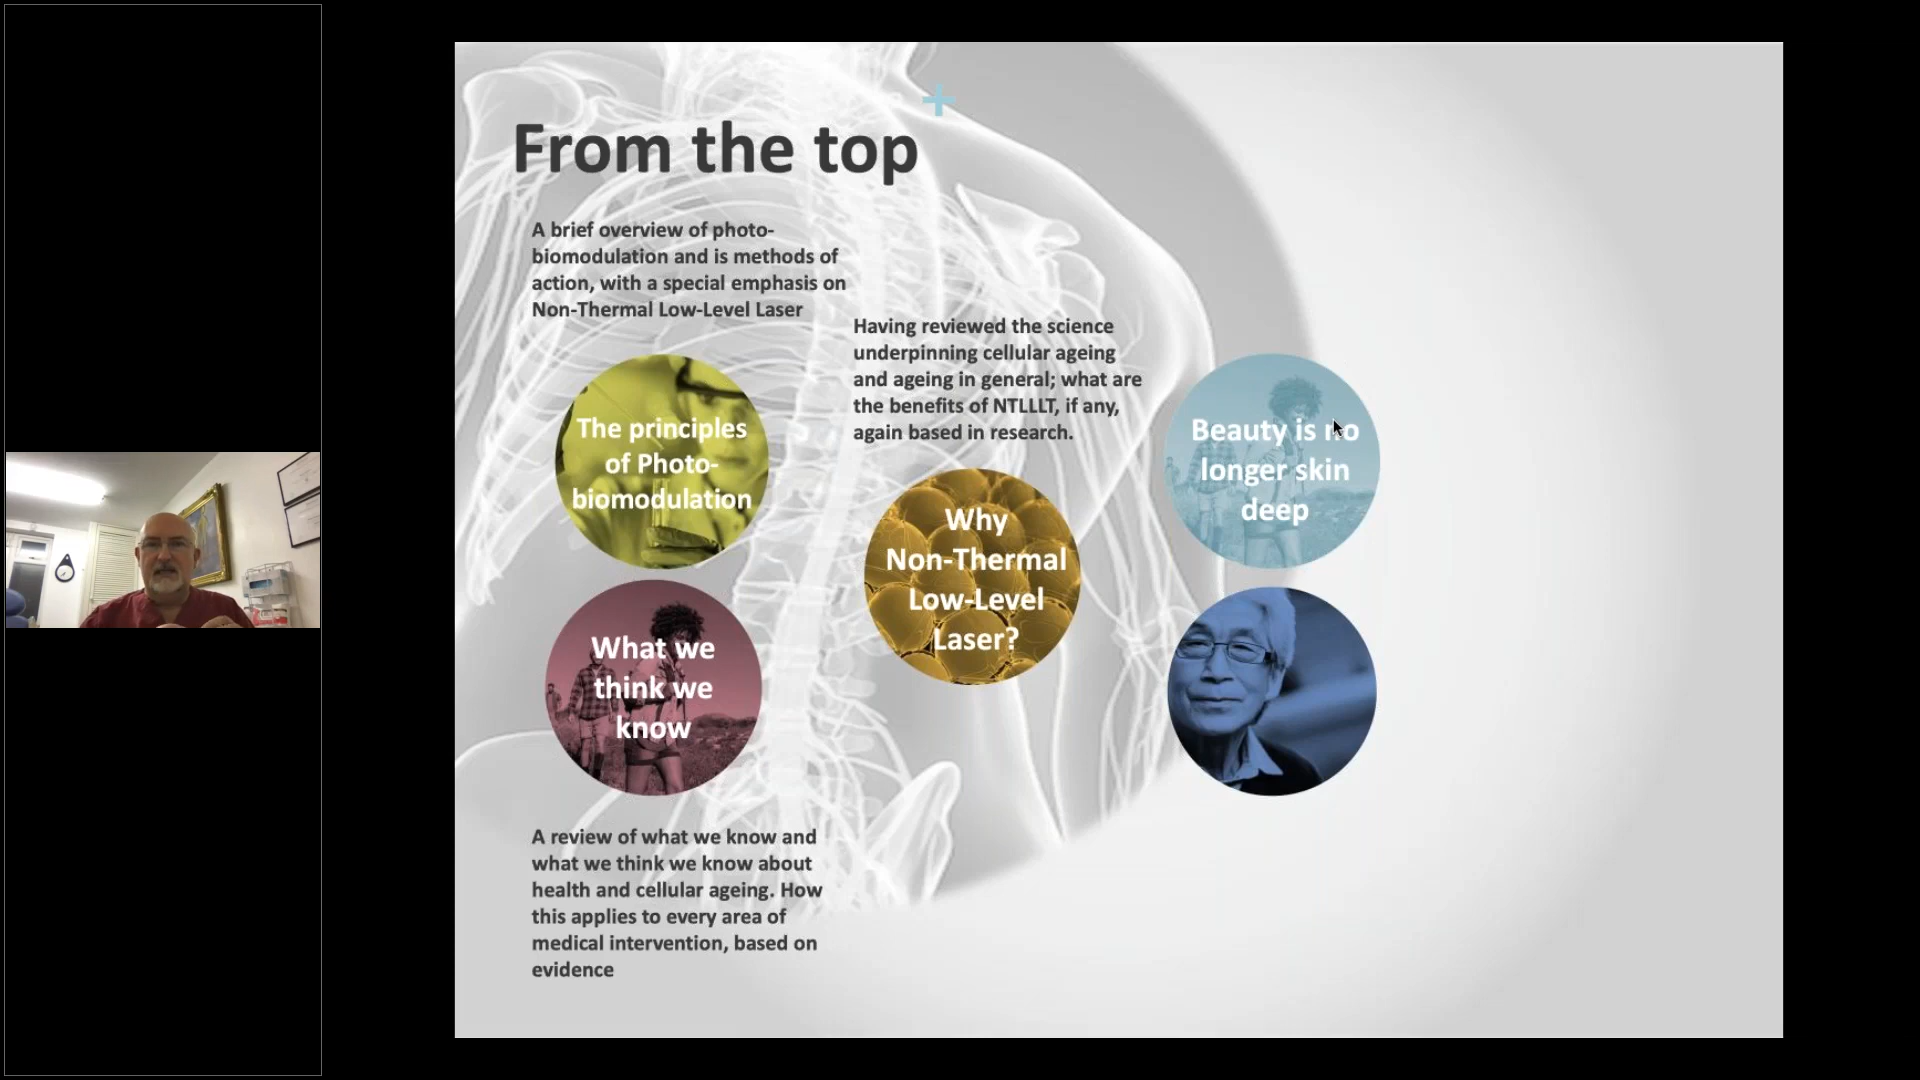 From the top
A brief overview of photo-
biomodulation and is methods of
action, with a special emphasis on
Non-Thermal Low-Level Laser
The principles
of Photo-
biomodulation
What we
think we
know
A review of what we know and
what we think we know about
health and cellular ageing. How
this applies to every area of
medical intervention, based on
evidence
Having reviewed the science
underpinning cellular ageing
and ageing in general; what are
the benefits of NTLLLT, if any,
again based in research.
Why
Non-Thermal
Low-Level
Laser?
Beauty is no
longer skin
deep